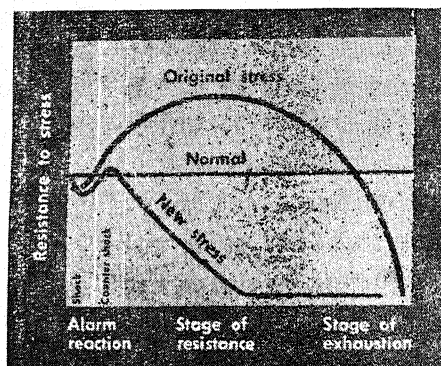 Resistance to stress
Original stress
Normal
New stress
Shock
Counter shock
Alarm
reaction
Stage of
resistance
Stage of
exhaustion